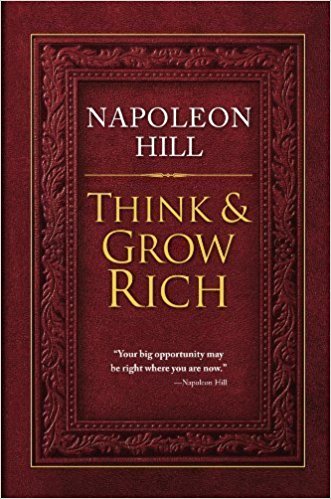 NAPOLEON
HILL
THINK &
GROW
RICH
“Your big opportunity may
be right where you are now.”
—Napoleon Hill